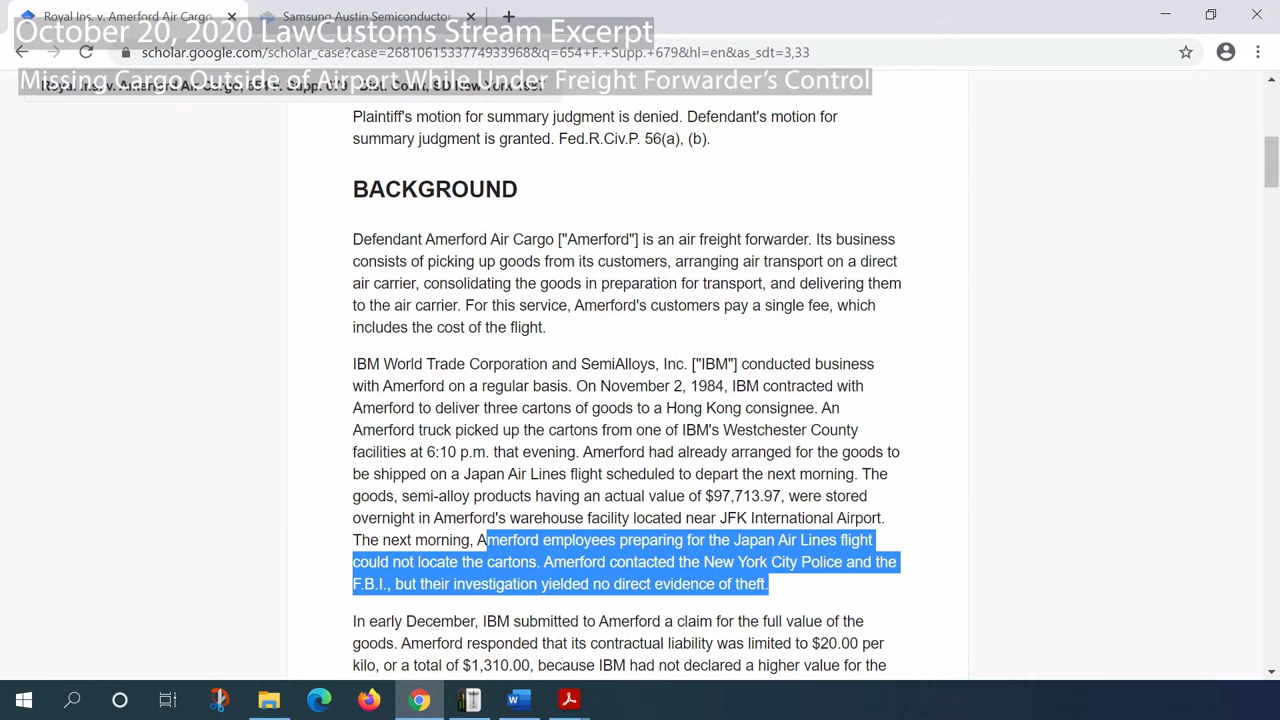 Royal Ins. v. Amerford Air Cargo
Samsung Austin Semiconductor
October 20, 2020 LawCustoms Stream Excerpt
scholar.google.com/scholar_case?case=2681061533774933968&q=654+F.+Supp.+679&hl=en&as_sdt=3,33
Missing Cargo Outside of Airport While Under Freight Forwarder's Control
Royal Ins. v. Amerford Air Cargo, 654 F. Supp. 679 - Dist. Court, SD New York 1987
Plaintiff's motion for summary judgment is denied. Defendant's motion for
summary judgment is granted. Fed.R.Civ.P. 56(a), (b).
BACKGROUND
Defendant Amerford Air Cargo ["Amerford"] is an air freight forwarder. Its business
consists of picking up goods from its customers, arranging air transport on a direct
air carrier, consolidating the goods in preparation for transport, and delivering them
to the air carrier. For this service, Amerford's customers pay a single fee, which
includes the cost of the flight.
IBM World Trade Corporation and SemiAlloys, Inc. ["IBM"] conducted business
with Amerford on a regular basis. On November 2, 1984, IBM contracted with
Amerford to deliver three cartons of goods to a Hong Kong consignee. An
Amerford truck picked up the cartons from one of IBM's Westchester County
facilities at 6:10 p.m. that evening. Amerford had already arranged for the goods to
be shipped on a Japan Air Lines flight scheduled to depart the next morning. The
goods, semi-alloy products having an actual value of $97,713.97, were stored
overnight in Amerford's warehouse facility located near JFK International Airport.
The next morning, Amerford employees preparing for the Japan Air Lines flight
could not locate the cartons. Amerford contacted the New York City Police and the
F.B.I., but their investigation yielded no direct evidence of theft.
In early December, IBM submitted to Amerford a claim for the full value of the
goods. Amerford responded that its contractual liability was limited to $20.00 per
kilo, or a total of $1,310.00, because IBM had not declared a higher value for the